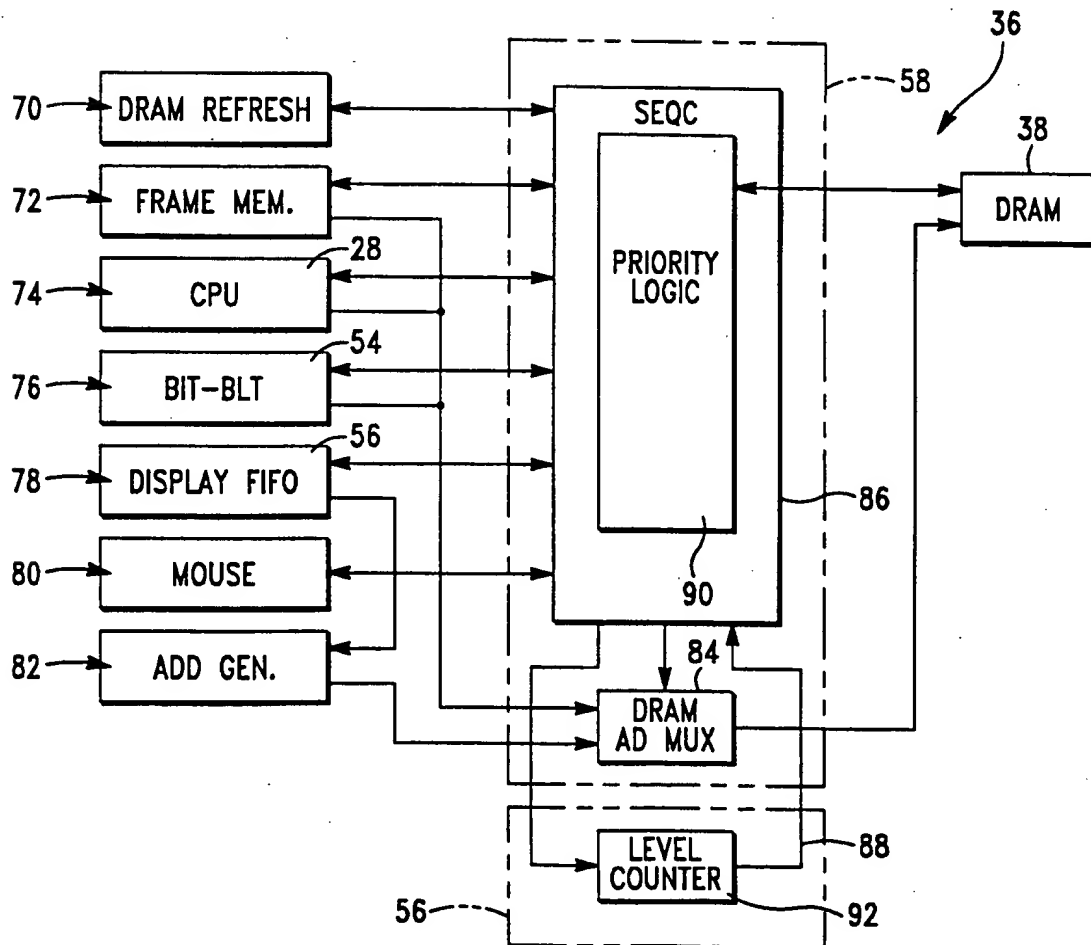 36
58
70
DRAM REFRESH
SEQC
38
72
FRAME MEM.
DRAM
28
74
CPU
PRIORITY
LOGIC
54
76
BIT-BLT
56
78
DISPLAY FIFO
86
80
MOUSE
90
82
ADD GEN.
84
DRAM
AD MUX
LEVEL
COUNTER
88
56
92